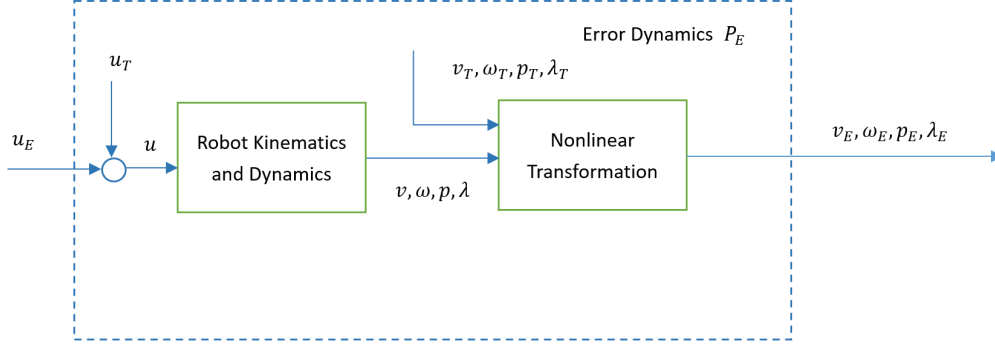 Error Dynamics P_E
u_T
v_T, ω_T, p_T, λ_T
u_E
u
Robot Kinematics
and Dynamics
v, ω, p, λ
Nonlinear
Transformation
v_E, ω_E, p_E, λ_E